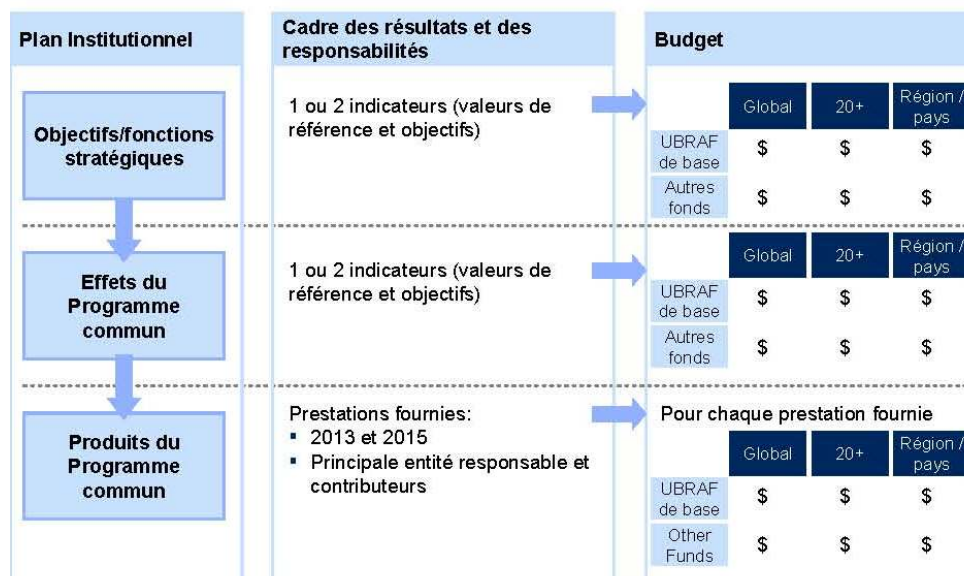 Plan Institutionnel
Cadre des résultats et des
responsabilités
Budget
Objectifs/fonctions
stratégiques
1 ou 2 indicateurs (valeurs de
référence et objectifs)
Global
20+
Région /
pays
UBRAF
de base
$
$
$
Autres
fonds
$
$
$
Effets du
Programme
commun
1 ou 2 indicateurs (valeurs de
référence et objectifs)
Global
20+
Région /
pays
UBRAF
de base
$
$
$
Autres
fonds
$
$
$
Produits du
Programme
commun
Prestations fournies:
▪ 2013 et 2015
▪ Principale entité responsable et
contributeurs
Pour chaque prestation fournie
Global
20+
Région /
pays
UBRAF
de base
$
$
$
Other
Funds
$
$
$